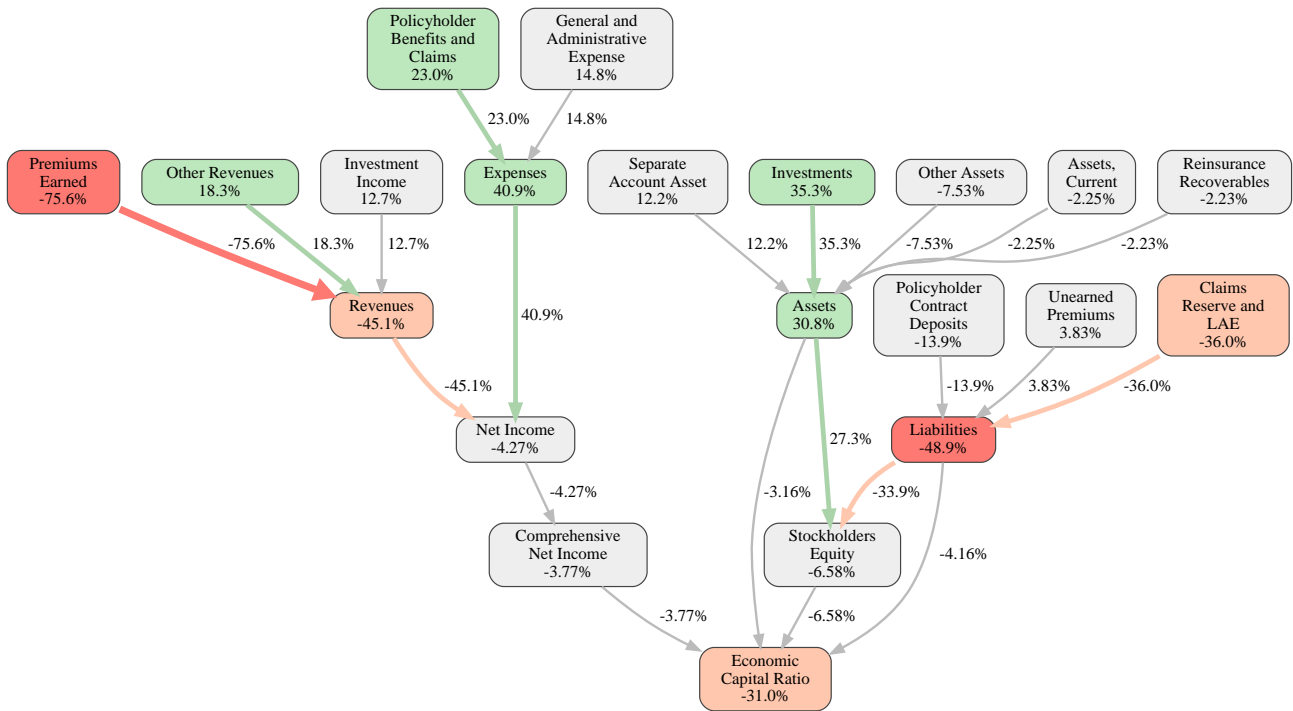 Policyholder
Benefits and
Claims
23.0%
General and
Administrative
Expense
14.8%
23.0%
14.8%
Premiums
Earned
-75.6%
Other Revenues
18.3%
Investment
Income
12.7%
Expenses
40.9%
Separate
Account Asset
12.2%
Investments
35.3%
Other Assets
-7.53%
Assets,
Current
-2.25%
Reinsurance
Recoverables
-2.23%
-75.6%
18.3%
12.7%
12.2%
35.3%
-7.53%
-2.25%
-2.23%
Revenues
-45.1%
40.9%
Assets
30.8%
Policyholder
Contract
Deposits
-13.9%
Unearned
Premiums
3.83%
Claims
Reserve and
LAE
-36.0%
-45.1%
-13.9%
3.83%
-36.0%
Net Income
-4.27%
27.3%
Liabilities
-48.9%
-4.27%
-3.16%
-33.9%
Comprehensive
Net Income
-3.77%
Stockholders
Equity
-6.58%
-4.16%
-3.77%
-6.58%
Economic
Capital Ratio
-31.0%